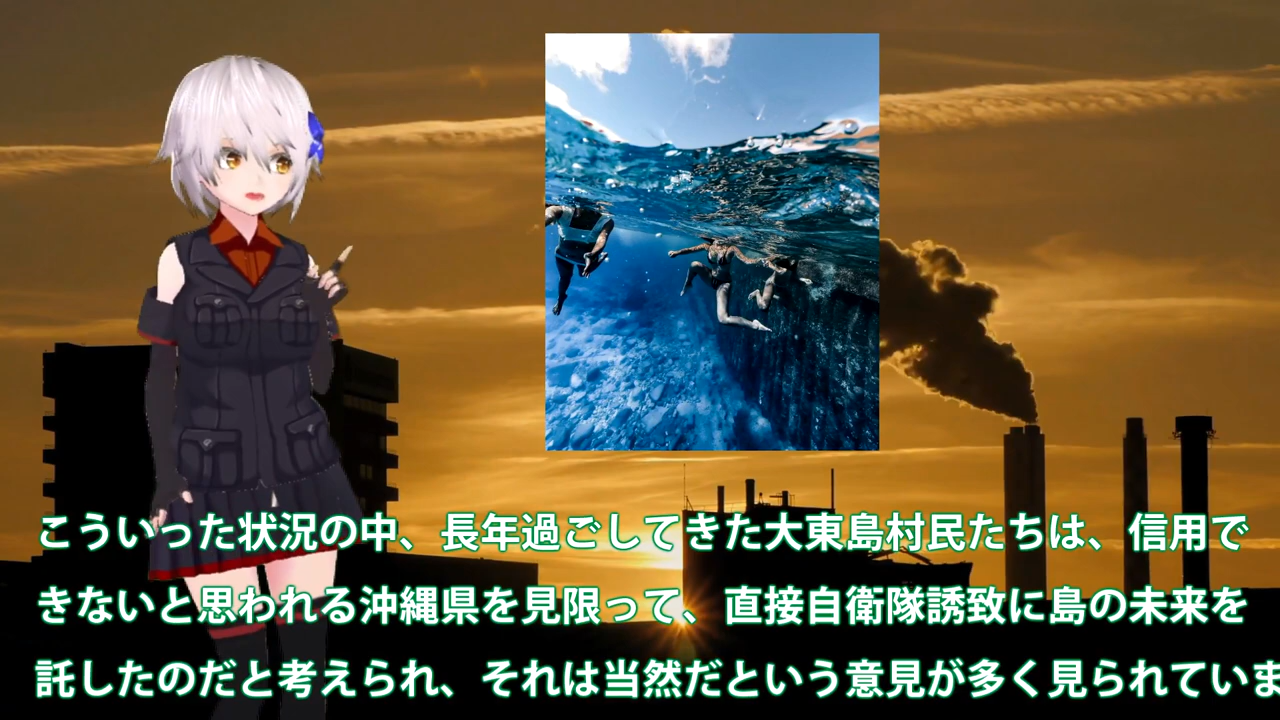 こういった状況の中、長年過ごしてきた大東島村民たちは、信用で
きないと思われる沖縄県を見限って、直接自衛隊誘致に島の未来を
託したのだと考えられ、それは当然だという意見が多く見られていま